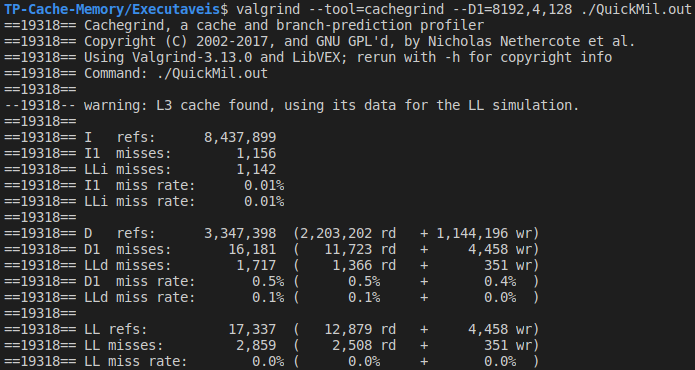 TP-Cache-Memory/Executaveis$ valgrind --tool=cachegrind --D1=8192,4,128 ./QuickMil.out
==19318== Cachegrind, a cache and branch-prediction profiler
==19318== Copyright (C) 2002-2017, and GNU GPL'd, by Nicholas Nethercote et al.
==19318== Using Valgrind-3.13.0 and LibVEX; rerun with -h for copyright info
==19318== Command: ./QuickMil.out
==19318==
--19318-- warning: L3 cache found, using its data for the LL simulation.
==19318==
==19318== I   refs:      8,437,899
==19318== I1  misses:        1,156
==19318== LLi misses:        1,142
==19318== I1  miss rate:      0.01%
==19318== LLi miss rate:      0.01%
==19318==
==19318== D   refs:      3,347,398  (2,203,202 rd   + 1,144,196 wr)
==19318== D1  misses:       16,181  (   11,723 rd   +     4,458 wr)
==19318== LLd misses:        1,717  (    1,366 rd   +       351 wr)
==19318== D1  miss rate:       0.5% (      0.5%     +       0.4%  )
==19318== LLd miss rate:       0.1% (      0.1%     +       0.0%  )
==19318==
==19318== LL refs:          17,337  (   12,879 rd   +     4,458 wr)
==19318== LL misses:         2,859  (    2,508 rd   +       351 wr)
==19318== LL miss rate:        0.0% (      0.0%     +       0.0%  )